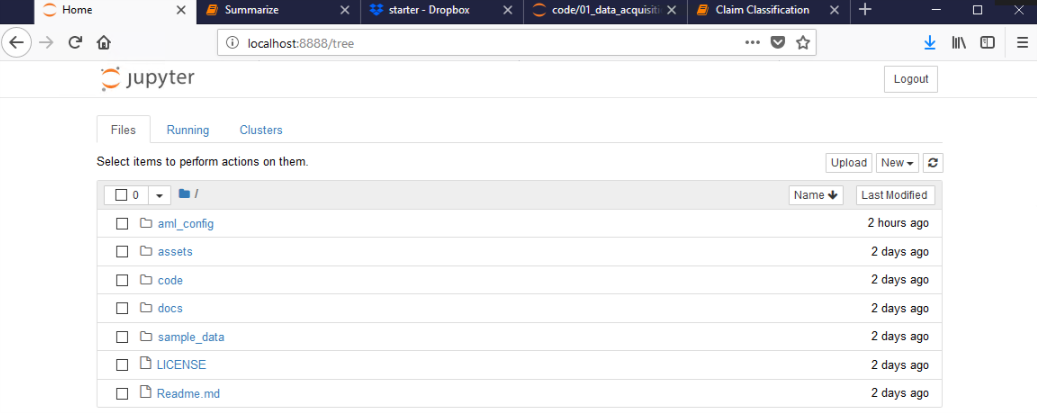 Home Summarize starter - Dropbox code/01_data_acquisiti Claim Classification
localhost:8888/tree
jupyter Logout
Files Running Clusters
Select items to perform actions on them. Upload New
0 / Name Last Modified
aml_config 2 hours ago
assets 2 days ago
code 2 days ago
docs 2 days ago
sample_data 2 days ago
LICENSE 2 days ago
Readme.md 2 days ago